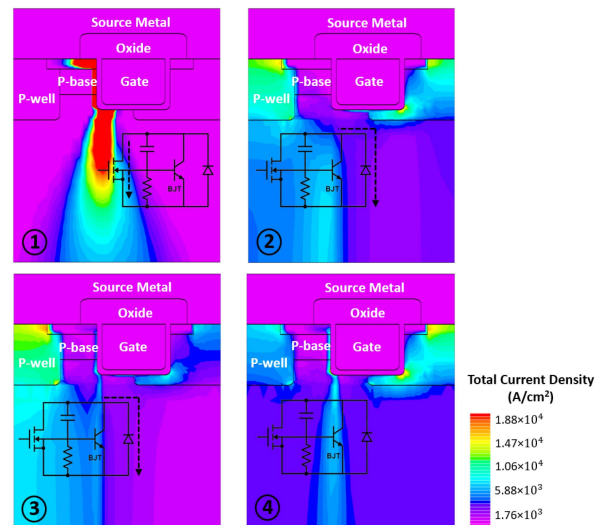 Source Metal
Oxide
P-base
Gate
P-well
BJT
①
Source Metal
Oxide
P-base
Gate
P-well
BJT
②
Source Metal
Oxide
P-base
Gate
P-well
BJT
③
Source Metal
Oxide
P-base
Gate
P-well
BJT
④
Total Current Density
(A/cm²)
1.88×10⁴
1.47×10⁴
1.06×10⁴
5.88×10³
1.76×10³